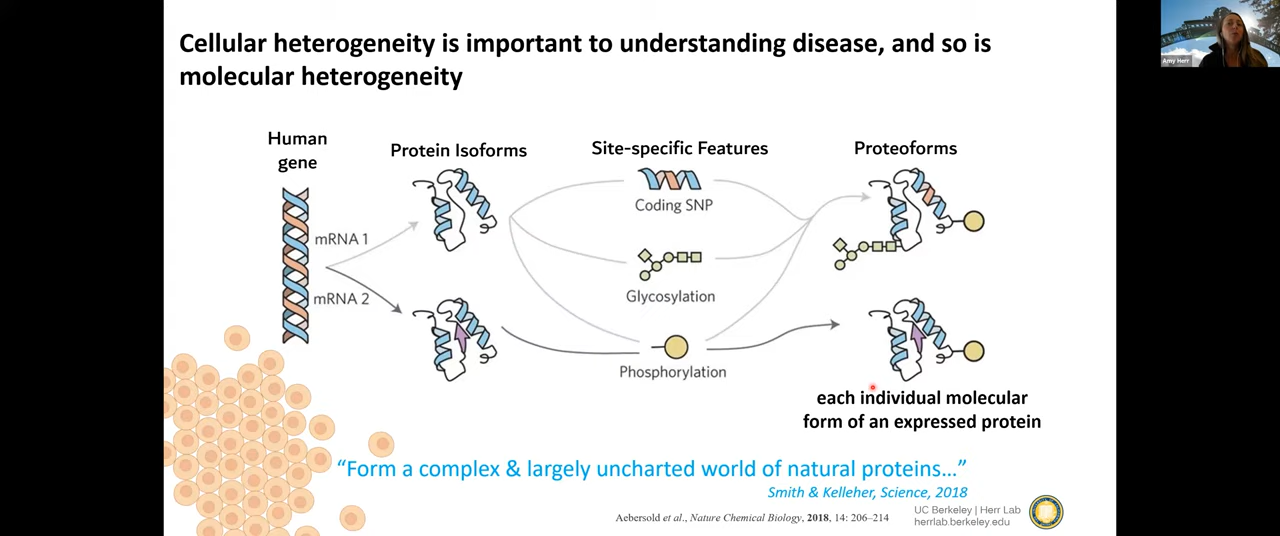 Cellular heterogeneity is important to understanding disease, and so is
molecular heterogeneity
Amy Herr
Human
gene
Protein Isoforms
Site-specific Features
Proteoforms
mRNA 1
mRNA 2
Coding SNP
Glycosylation
Phosphorylation
each individual molecular
form of an expressed protein
“Form a complex & largely uncharted world of natural proteins…”
Smith & Kelleher, Science, 2018
Aebersold et al., Nature Chemical Biology, 2018, 14: 206–214
UC Berkeley | Herr Lab
herrlab.berkeley.edu